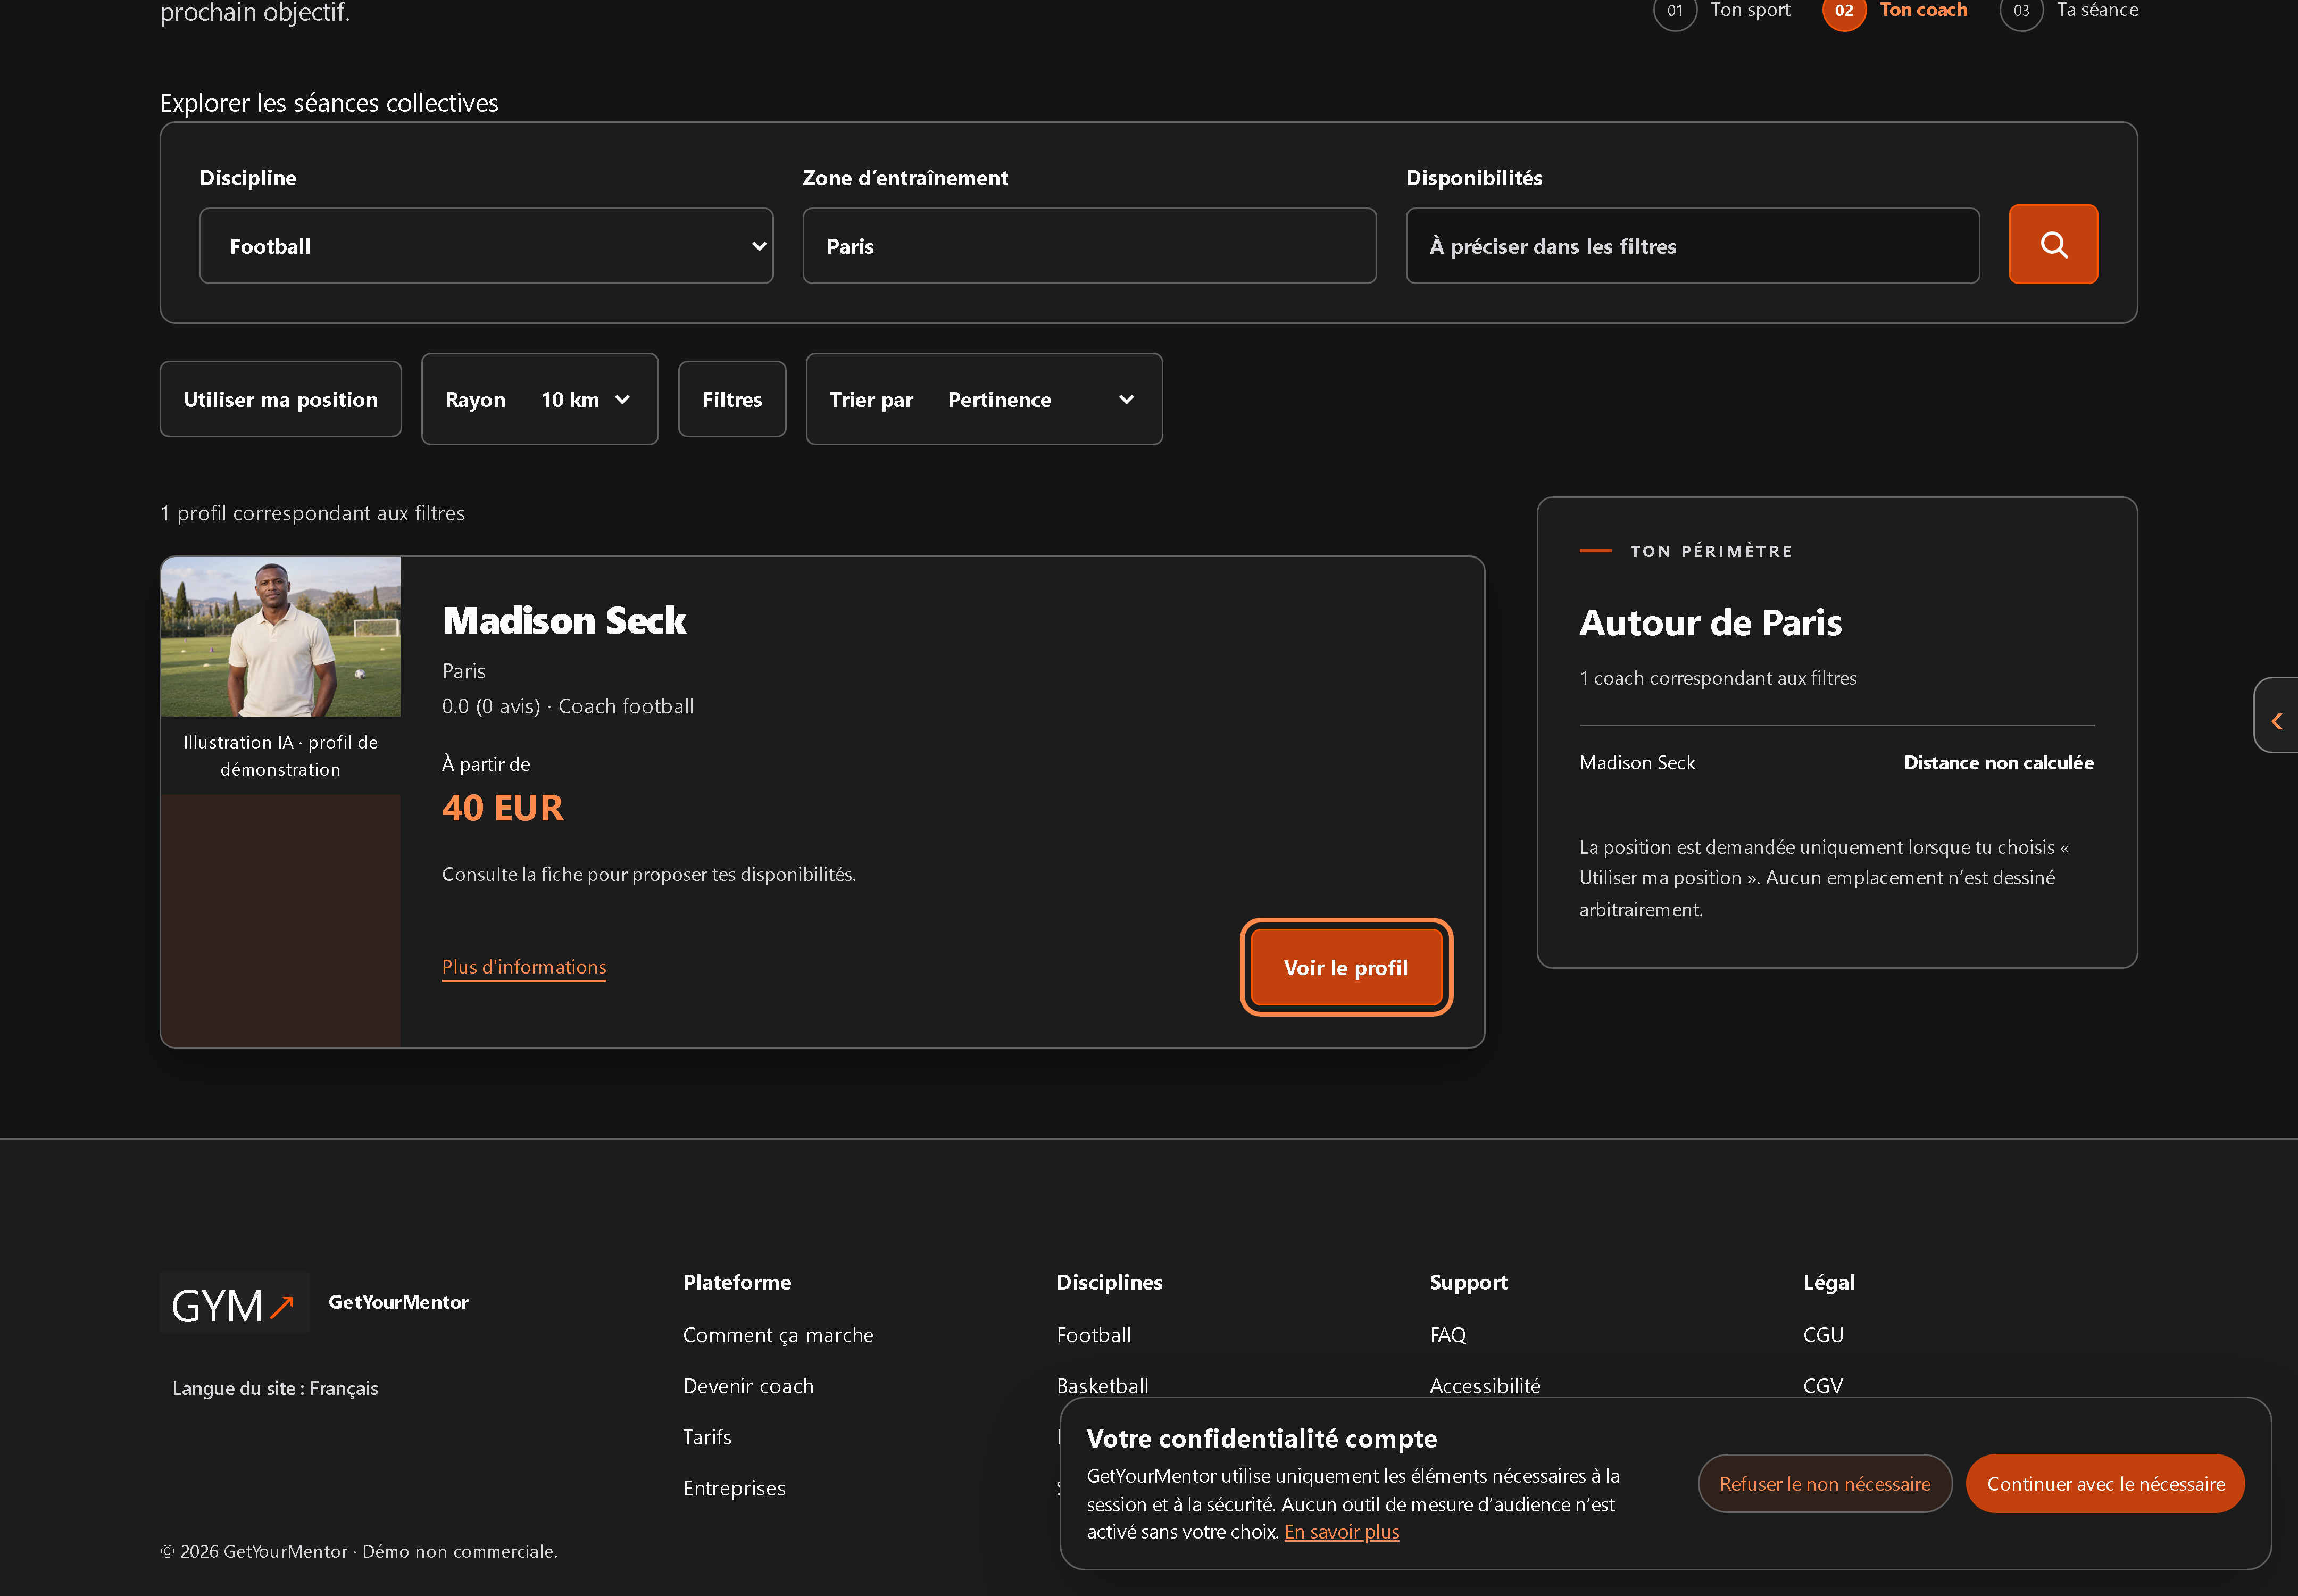 prochain objectif.
01 Ton sport 02 Ton coach 03 Ta séance
Explorer les séances collectives
Discipline
Zone d’entraînement
Disponibilités
Football
Paris
À préciser dans les filtres
Utiliser ma position
Rayon 10 km
Filtres
Trier par Pertinence
1 profil correspondant aux filtres
Illustration IA · profil de
démonstration
Madison Seck
Paris
0.0 (0 avis) · Coach football
À partir de
40 EUR
Consulte la fiche pour proposer tes disponibilités.
Plus d'informations
Voir le profil
TON PÉRIMÈTRE
Autour de Paris
1 coach correspondant aux filtres
Madison Seck Distance non calculée
La position est demandée uniquement lorsque tu choisis «
Utiliser ma position ». Aucun emplacement n’est dessiné
arbitrairement.
GYM GetYourMentor
Langue du site : Français
Plateforme
Comment ça marche
Devenir coach
Tarifs
Entreprises
Disciplines
Football
Basketball
Support
FAQ
Accessibilité
Légal
CGU
CGV
Votre confidentialité compte
GetYourMentor utilise uniquement les éléments nécessaires à la
session et à la sécurité. Aucun outil de mesure d’audience n’est
activé sans votre choix. En savoir plus
Refuser le non nécessaire
Continuer avec le nécessaire
© 2026 GetYourMentor · Démo non commerciale.